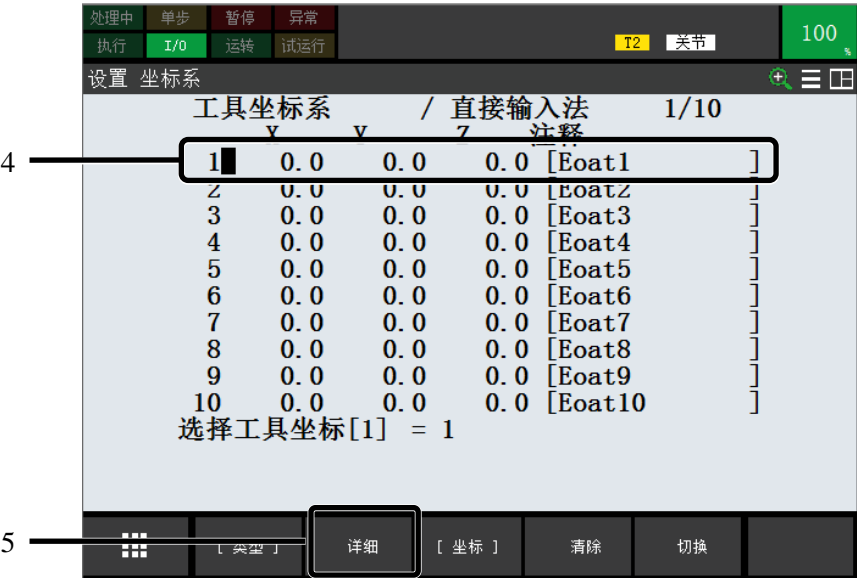 处理中 单步 暂停 异常
执行 I/O 运转 试运行
T2 关节
100 %
设置 坐标系
工具坐标系 / 直接输入法 1/10
X Y Z 注释
4
1 0.0 0.0 0.0 [Eoat1 ]
2 0.0 0.0 0.0 [Eoat2 ]
3 0.0 0.0 0.0 [Eoat3 ]
4 0.0 0.0 0.0 [Eoat4 ]
5 0.0 0.0 0.0 [Eoat5 ]
6 0.0 0.0 0.0 [Eoat6 ]
7 0.0 0.0 0.0 [Eoat7 ]
8 0.0 0.0 0.0 [Eoat8 ]
9 0.0 0.0 0.0 [Eoat9 ]
10 0.0 0.0 0.0 [Eoat10 ]
选择工具坐标[1] = 1
5
[ 类型 ] 详细 [ 坐标 ] 清除 切换